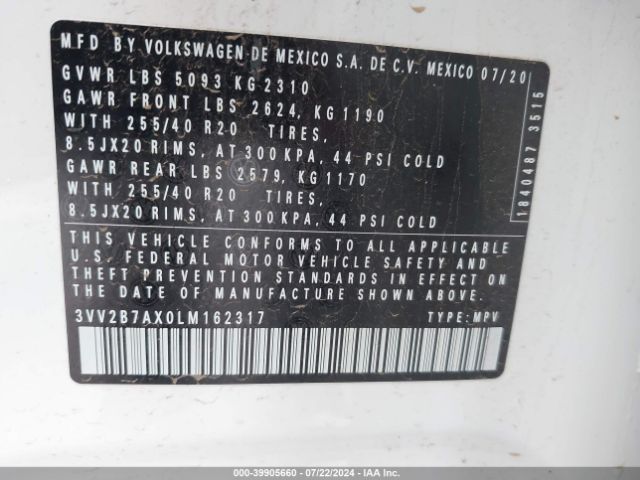 MFD BY VOLKSWAGEN DE MEXICO S.A. DE C.V. MEXICO 07/20
GVWR LBS 5093 KG 2310
GAWR FRONT LBS 2624, KG 1190
WITH 255/40 R20 TIRES,
8.5JX20 RIMS, AT 300 KPA, 44 PSI COLD
GAWR REAR LBS 2579, KG 1170
WITH 255/40 R20 TIRES,
8.5JX20 RIMS, AT 300 KPA, 44 PSI COLD
1840487 3515
THIS VEHICLE CONFORMS TO ALL APPLICABLE
U.S. FEDERAL MOTOR VEHICLE SAFETY AND
THEFT PREVENTION STANDARDS IN EFFECT ON
THE DATE OF MANUFACTURE SHOWN ABOVE.
3VV2B7AX0LM162317 TYPE:MPV
000-39905660 - 07/22/2024 - IAAI.COM